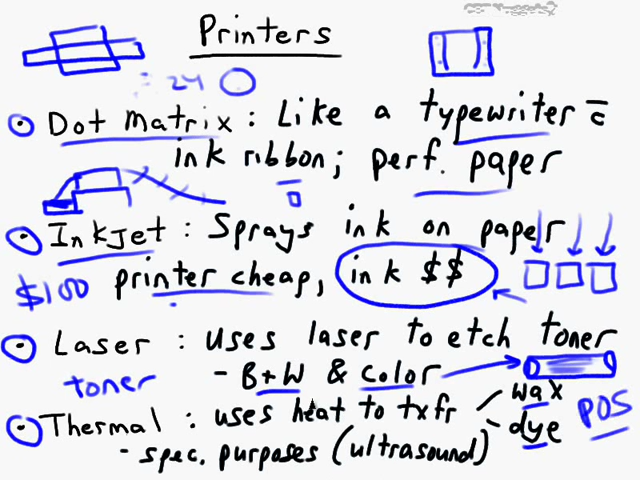 Printers
= 24
Dot Matrix : Like a typewriter c̄
ink ribbon; perf. paper
InkJet : Sprays ink on paper
$100 printer cheap, ink $$
Laser : uses laser to etch toner
toner - B+W & color
Thermal : uses heat to txfr wax
dye POS
- spec. purposes (ultrasound)